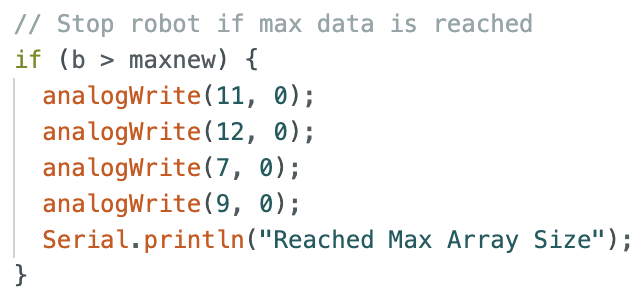 // Stop robot if max data is reached
if (b > maxnew) {
  analogWrite(11, 0);
  analogWrite(12, 0);
  analogWrite(7, 0);
  analogWrite(9, 0);
  Serial.println("Reached Max Array Size");
}